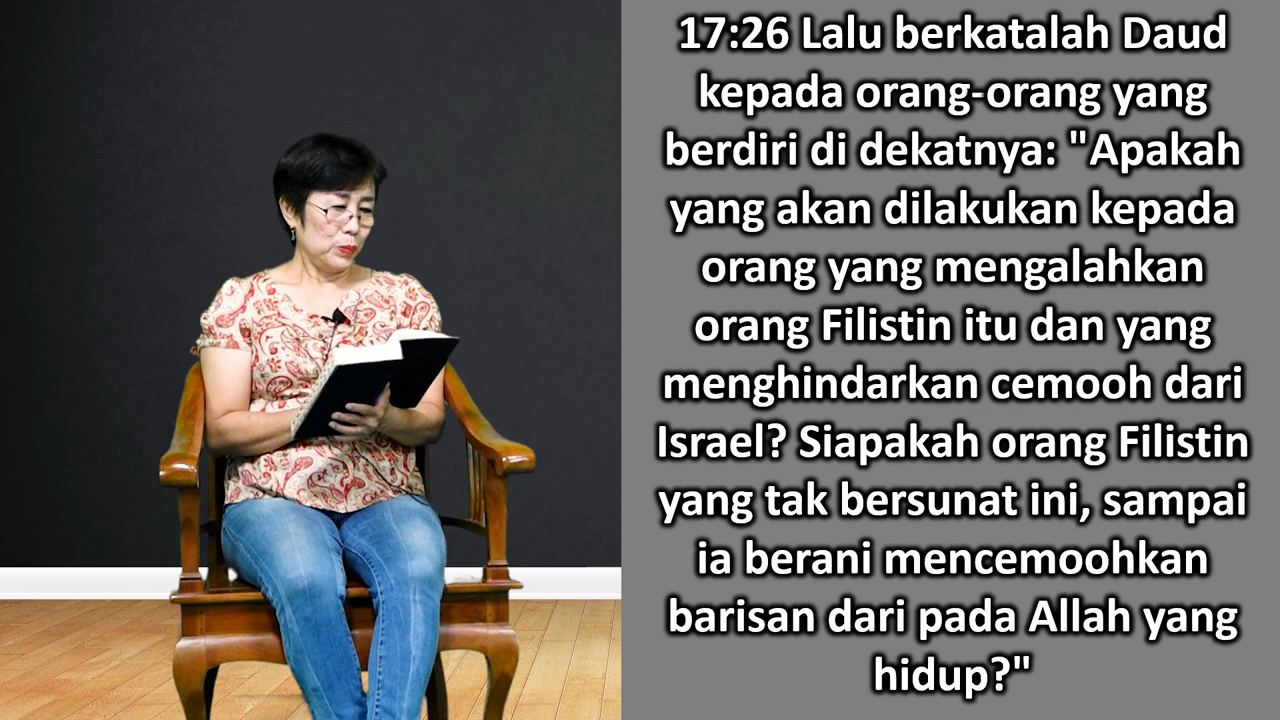 17:26 Lalu berkatalah Daud
kepada orang-orang yang
berdiri di dekatnya: "Apakah
yang akan dilakukan kepada
orang yang mengalahkan
orang Filistin itu dan yang
menghindarkan cemooh dari
Israel? Siapakah orang Filistin
yang tak bersunat ini, sampai
ia berani mencemoohkan
barisan dari pada Allah yang
hidup?"